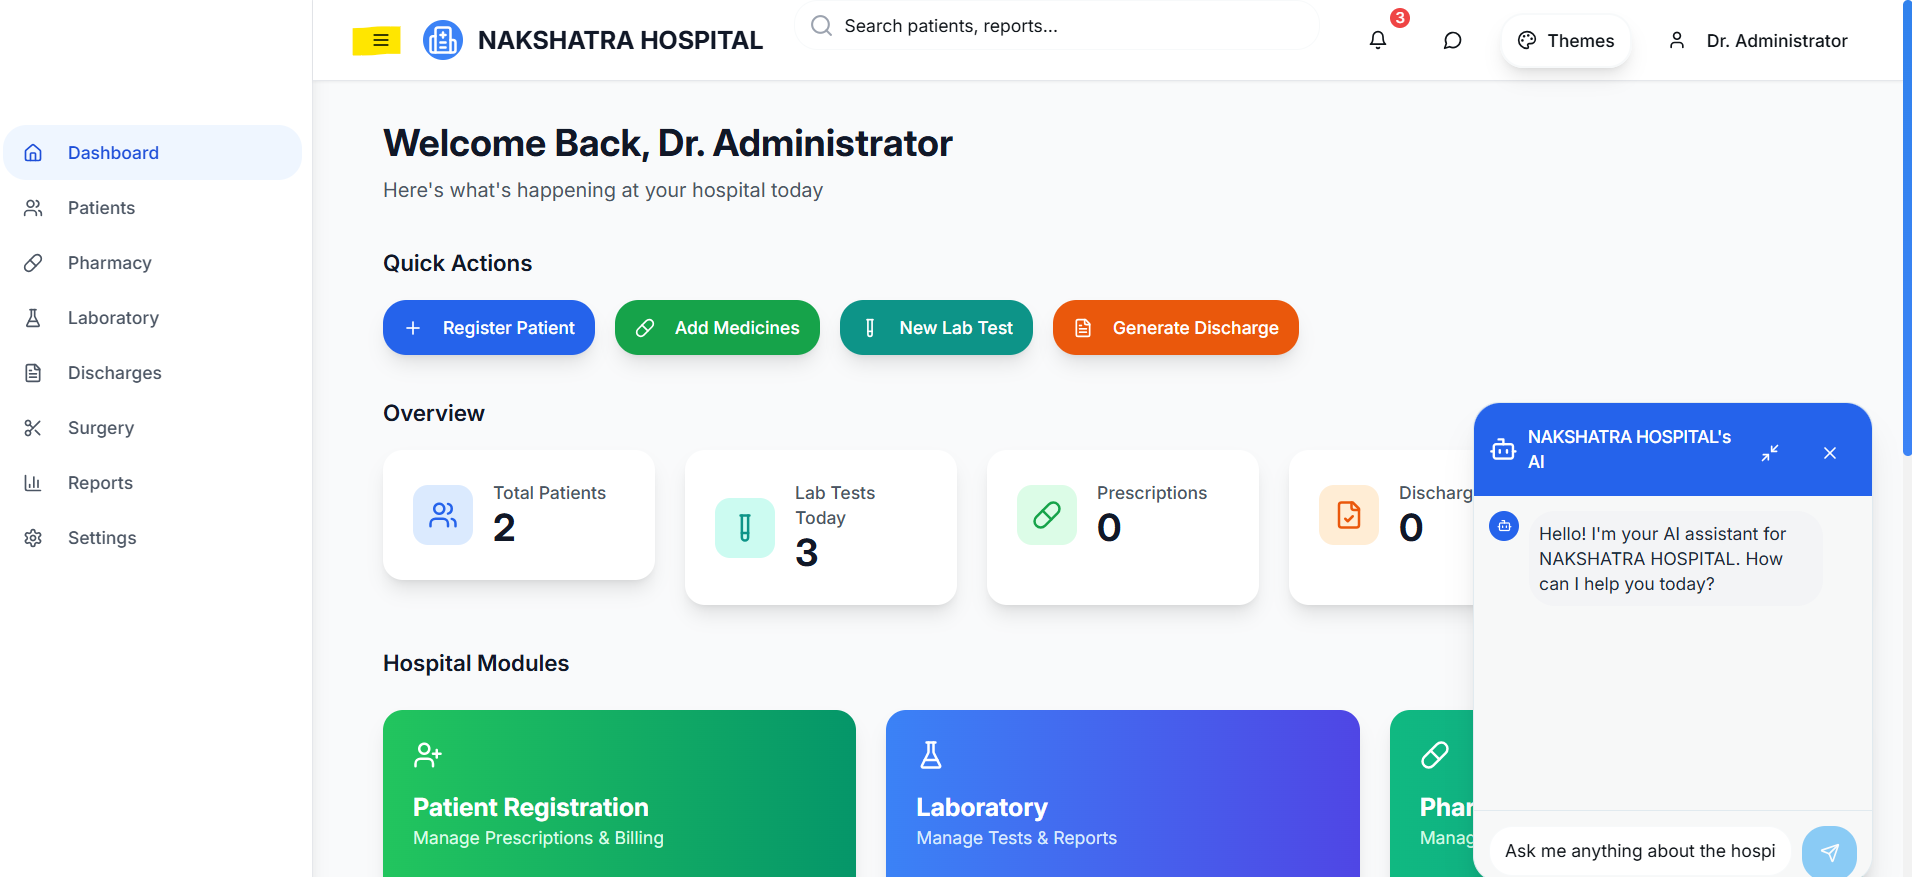 NAKSHATRA HOSPITAL
Search patients, reports...
3
Themes
Dr. Administrator
Dashboard
Patients
Pharmacy
Laboratory
Discharges
Surgery
Reports
Settings
Welcome Back, Dr. Administrator
Here's what's happening at your hospital today
Quick Actions
Register Patient
Add Medicines
New Lab Test
Generate Discharge
Overview
Total Patients
2
Lab Tests
Today
3
Prescriptions
0
Discharg
0
Hospital Modules
Patient Registration
Manage Prescriptions & Billing
Laboratory
Manage Tests & Reports
Phar
Manag
NAKSHATRA HOSPITAL's
AI
Hello! I'm your AI assistant for
NAKSHATRA HOSPITAL. How
can I help you today?
Ask me anything about the hospi